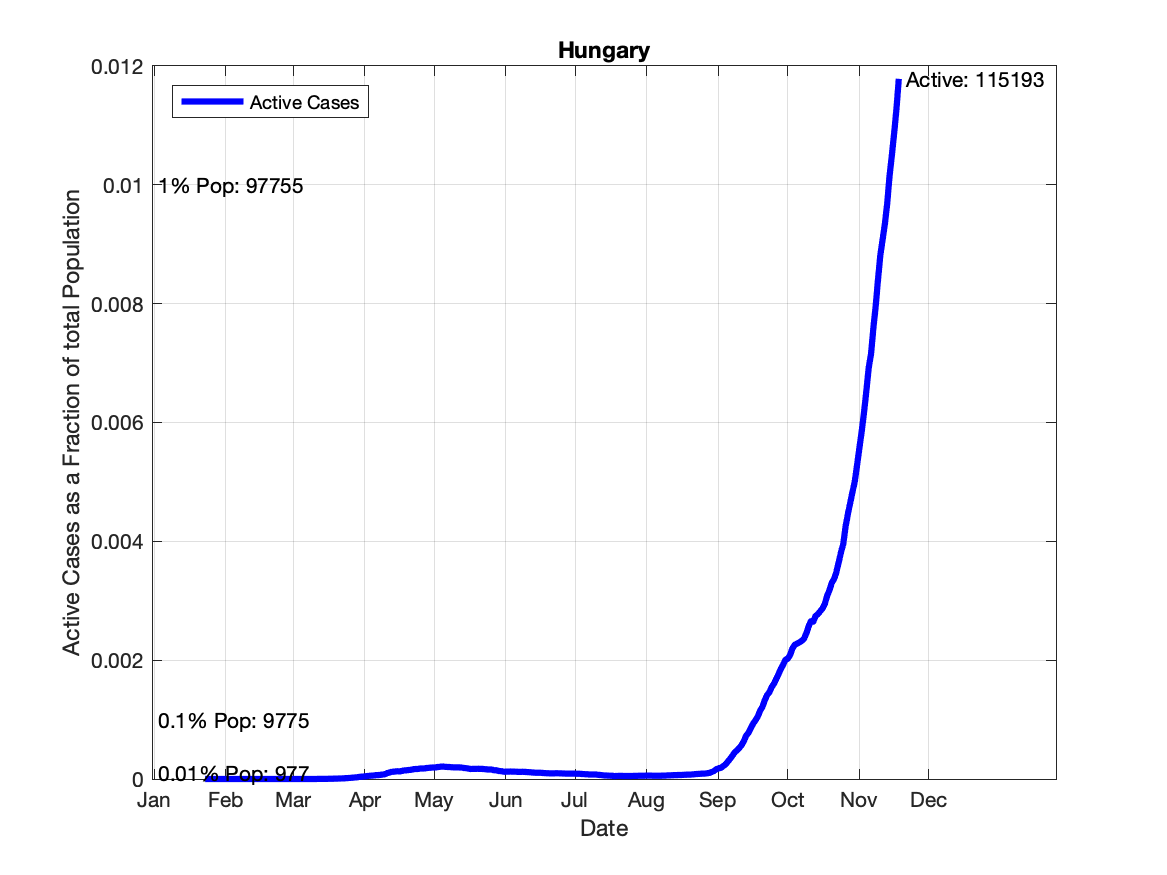 Hungary
0.012
Active: 115193
Active Cases
0.01
1% Pop: 97755
0.008
0.006
0.004
0.002
0.1% Pop: 9775
0.01% Pop: 977
0
Active Cases as a Fraction of total Population
Jan Feb Mar Apr May Jun Jul Aug Sep Oct Nov Dec
Date